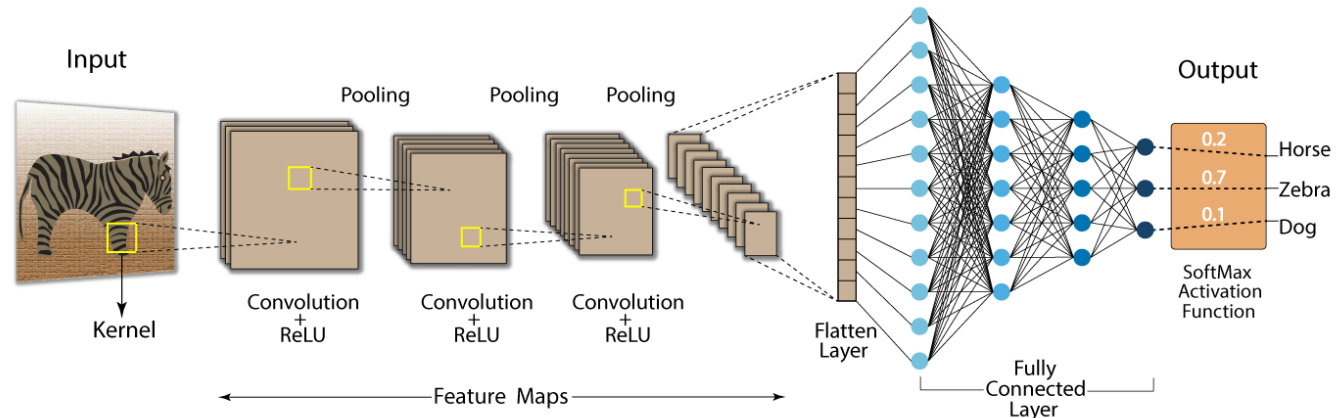 Input
Kernel
Pooling
Pooling
Pooling
Convolution
+
ReLU
Convolution
+
ReLU
Convolution
+
ReLU
Feature Maps
Flatten
Layer
Fully
Connected
Layer
Output
0.2
Horse
0.7
Zebra
0.1
Dog
SoftMax
Activation
Function